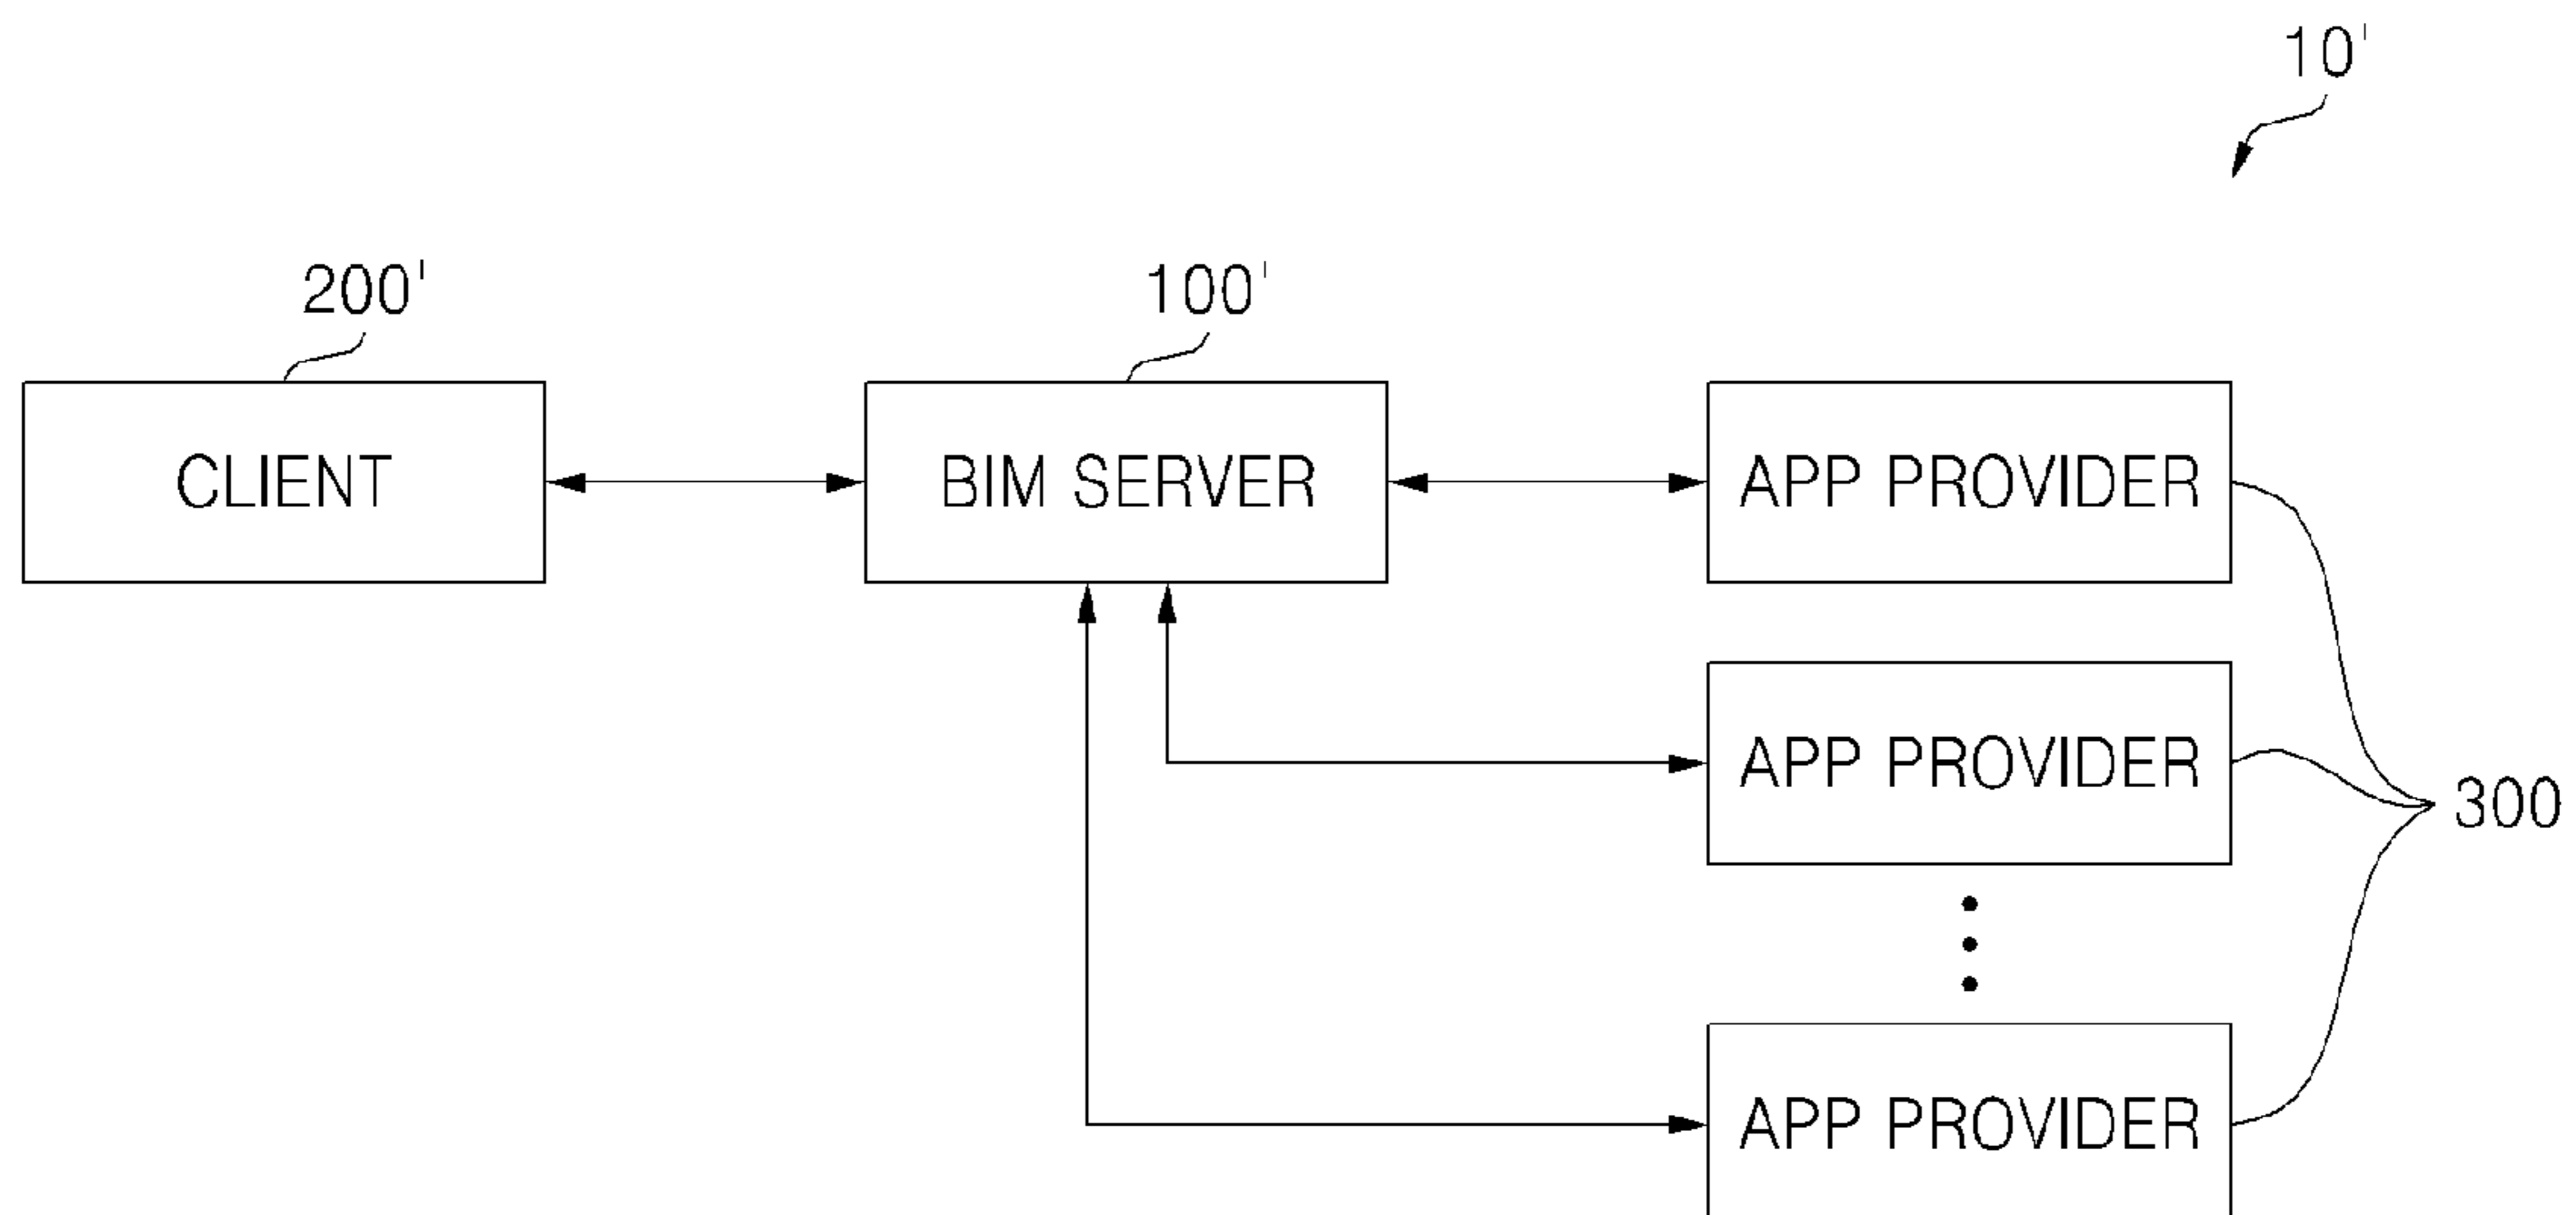 10'
200'
100'
CLIENT
BIM SERVER
APP PROVIDER
APP PROVIDER
300
APP PROVIDER